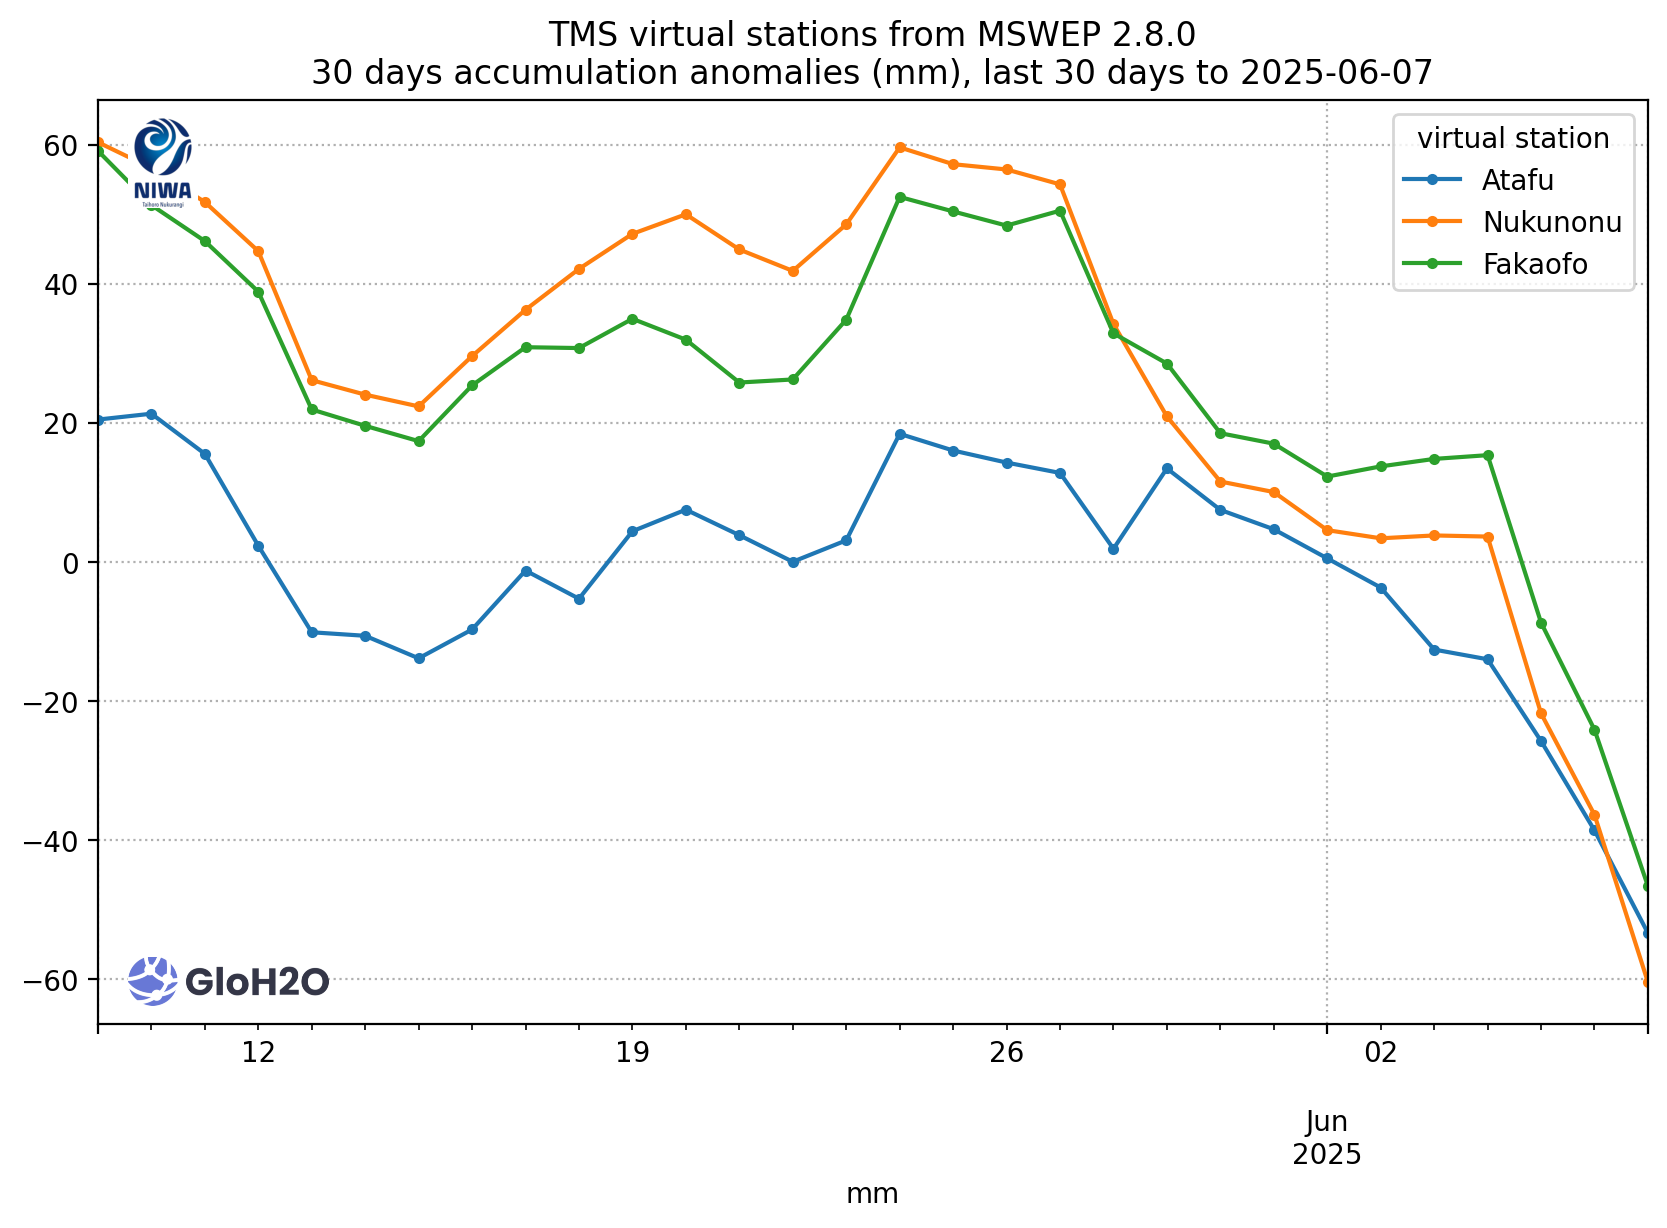 TMS virtual stations from MSWEP 2.8.0
30 days accumulation anomalies (mm), last 30 days to 2025-06-07
NIWA
Taihoro Nukurangi
virtual station
Atafu
Nukunonu
Fakaofo
60
40
20
0
−20
−40
−60
GloH2O
12
19
26
02
Jun
2025
mm